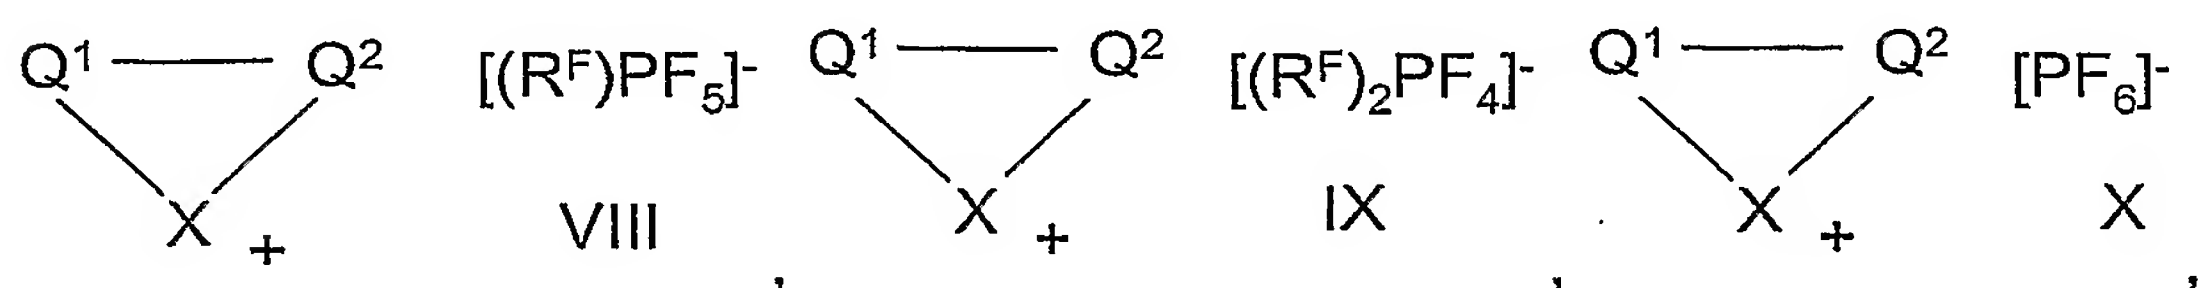 Q¹ Q² [(Rᶠ)PF₅]⁻ Q¹ Q² [(Rᶠ)₂PF₄]⁻ Q¹ Q² [PF₆]⁻
X + VIII , X + IX , X + X ,